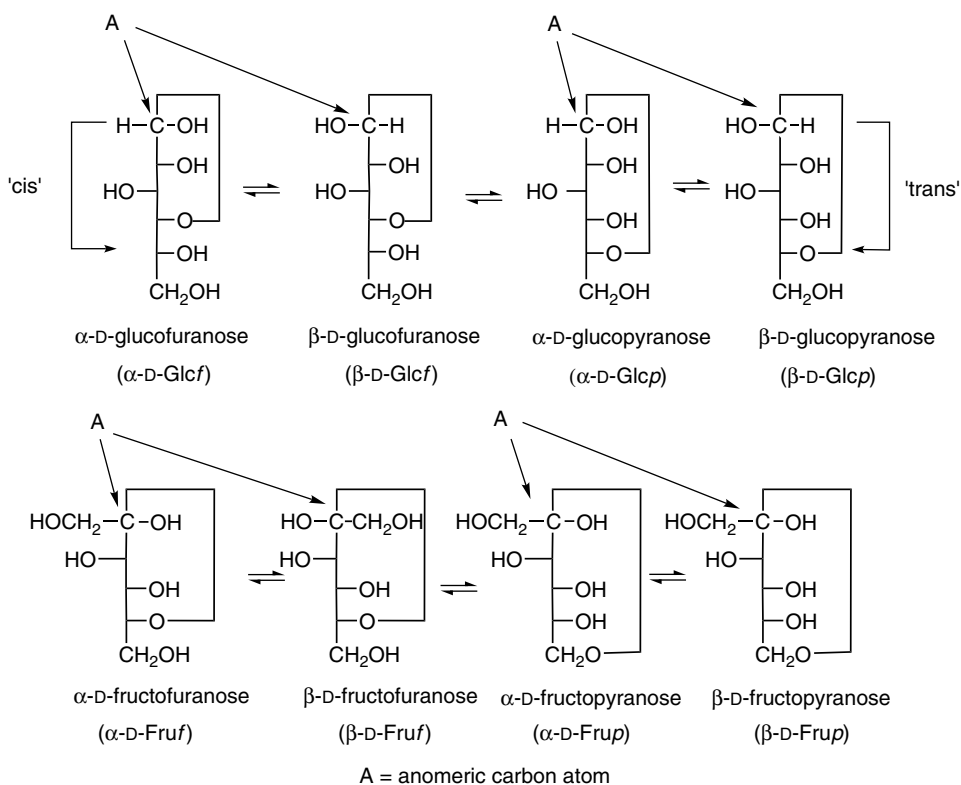 A A
H–C–OH HO–C–H H–C–OH HO–C–H
'cis' OH OH OH OH 'trans'
HO HO HO HO
O O OH OH
OH OH O O
CH2OH CH2OH CH2OH CH2OH
α-D-glucofuranose β-D-glucofuranose α-D-glucopyranose β-D-glucopyranose
(α-D-Glcf) (β-D-Glcf) (α-D-Glcp) (β-D-Glcp)
A A
HOCH2–C–OH HO–C–CH2OH HOCH2–C–OH HOCH2–C–OH
HO HO HO HO
OH OH OH OH
O O OH OH
CH2OH CH2OH CH2O CH2O
α-D-fructofuranose β-D-fructofuranose α-D-fructopyranose β-D-fructopyranose
(α-D-Fruf) (β-D-Fruf) (α-D-Frup) (β-D-Frup)
A = anomeric carbon atom